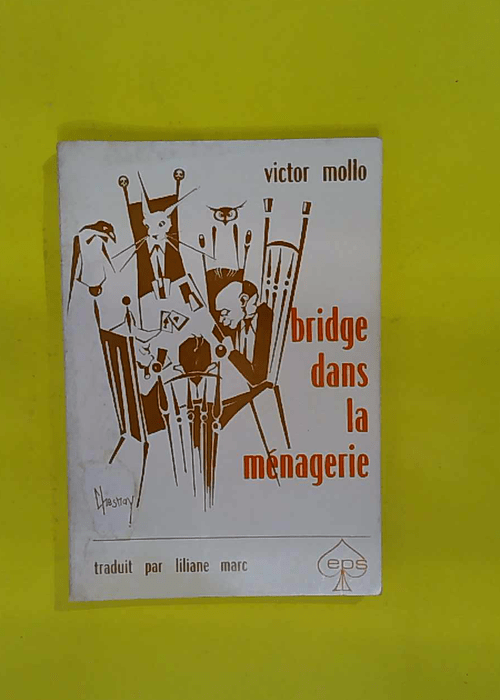 victor mollo
bridge
dans
la
ménagerie
traduit par liliane marc
eps